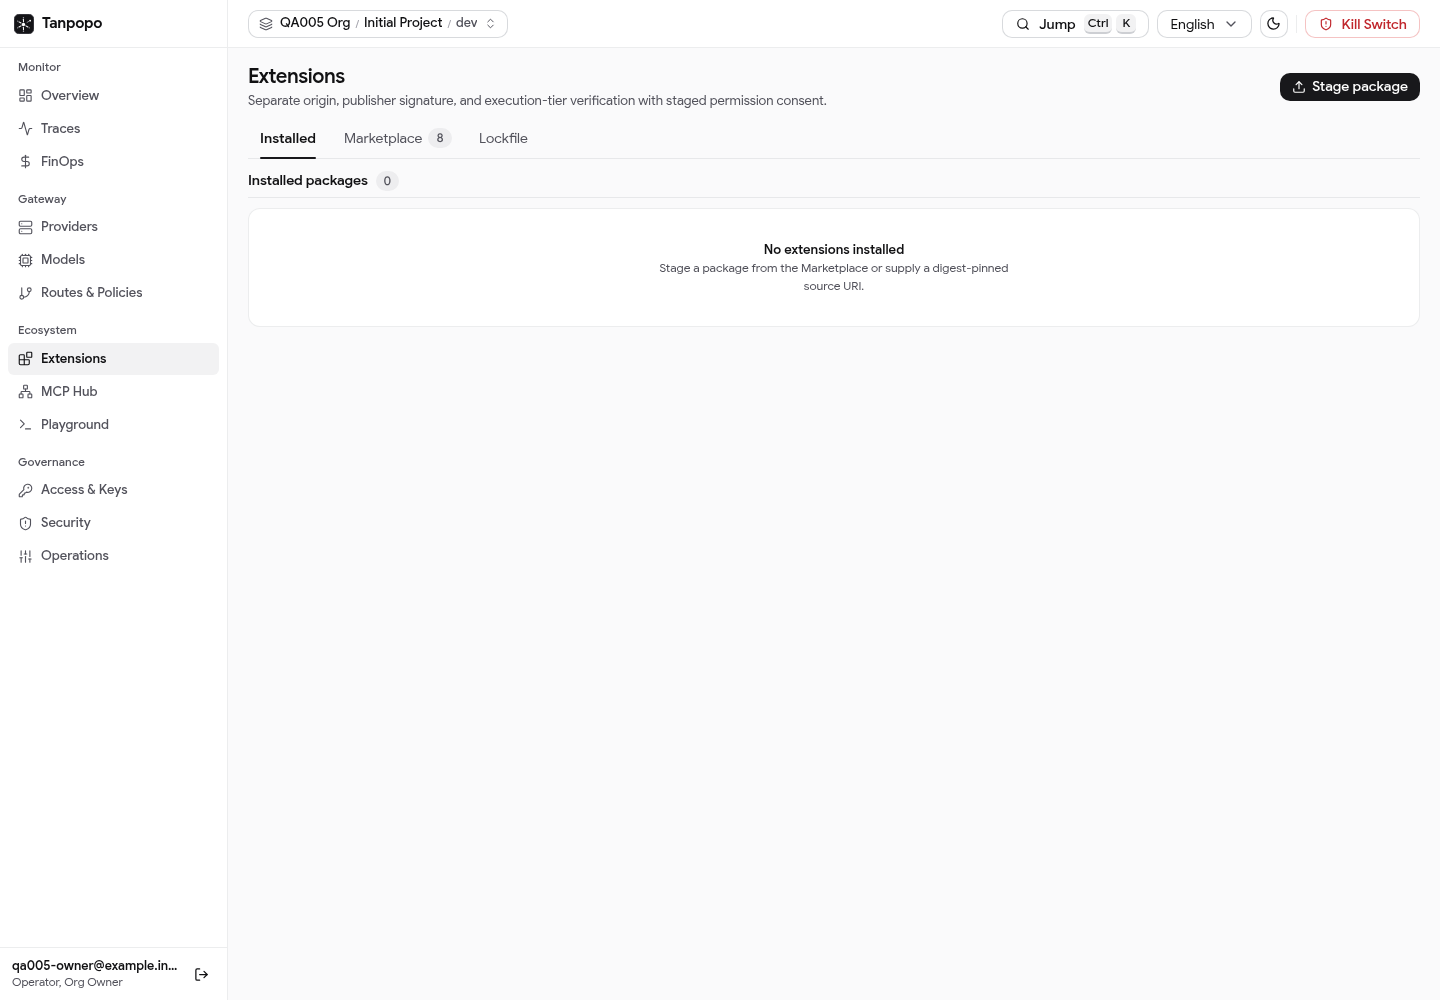 Tanpopo
QA005 Org / Initial Project / dev
Jump Ctrl K
English
Kill Switch
Monitor
Overview
Traces
FinOps
Gateway
Providers
Models
Routes & Policies
Ecosystem
Extensions
MCP Hub
Playground
Governance
Access & Keys
Security
Operations
qa005-owner@example.in...
Operator, Org Owner
Extensions
Separate origin, publisher signature, and execution-tier verification with staged permission consent.
Stage package
Installed
Marketplace 8
Lockfile
Installed packages 0
No extensions installed
Stage a package from the Marketplace or supply a digest-pinned
source URI.